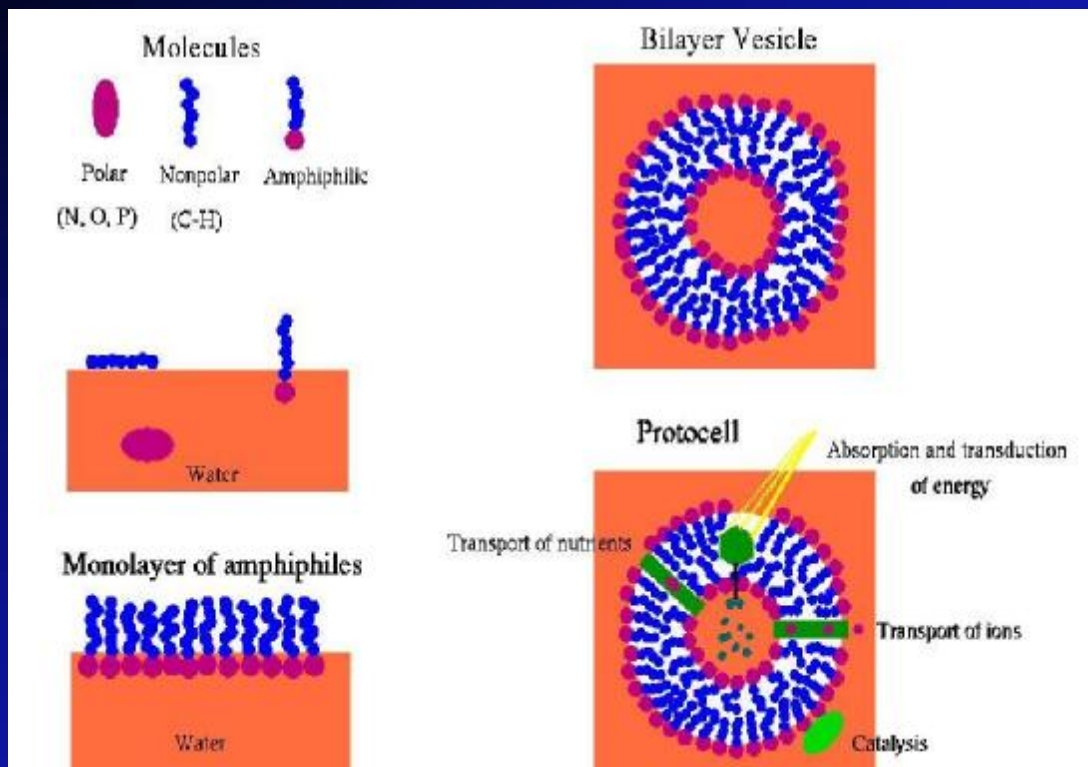 Molecules
Polar Nonpolar Amphiphilic
(N, O, P) (C-H)
Water
Monolayer of amphiphiles
Water
Bilayer Vesicle
Protocell
Absorption and transduction
of energy
Transport of nutrients
Transport of ions
Catalysis